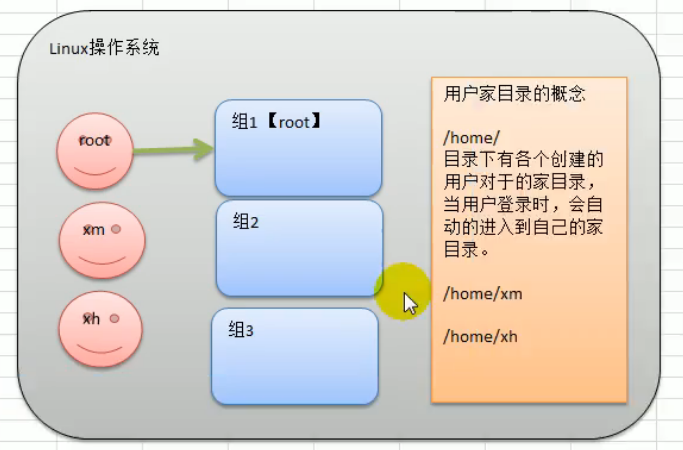 Linux操作系统
root
xm
xh
组1【root】
组2
组3
用户家目录的概念
/home/
目录下有各个创建的
用户对于的家目录，
当用户登录时，会自
动的进入到自己的家
目录。
/home/xm
/home/xh